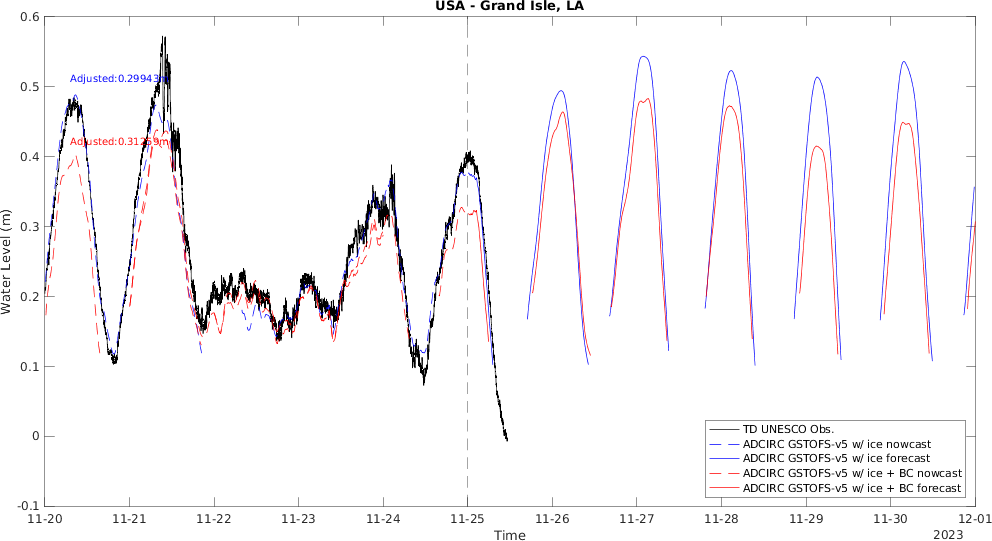 USA - Grand Isle, LA
0.6
0.5
0.4
0.3
0.2
0.1
0
-0.1
Water Level (m)
Adjusted:0.29943m
Adjusted:0.31259m
TD UNESCO Obs.
ADCIRC GSTOFS-v5 w/ ice nowcast
ADCIRC GSTOFS-v5 w/ ice forecast
ADCIRC GSTOFS-v5 w/ ice + BC nowcast
ADCIRC GSTOFS-v5 w/ ice + BC forecast
11-20 11-21 11-22 11-23 11-24 11-25 11-26 11-27 11-28 11-29 11-30 12-01
Time
2023